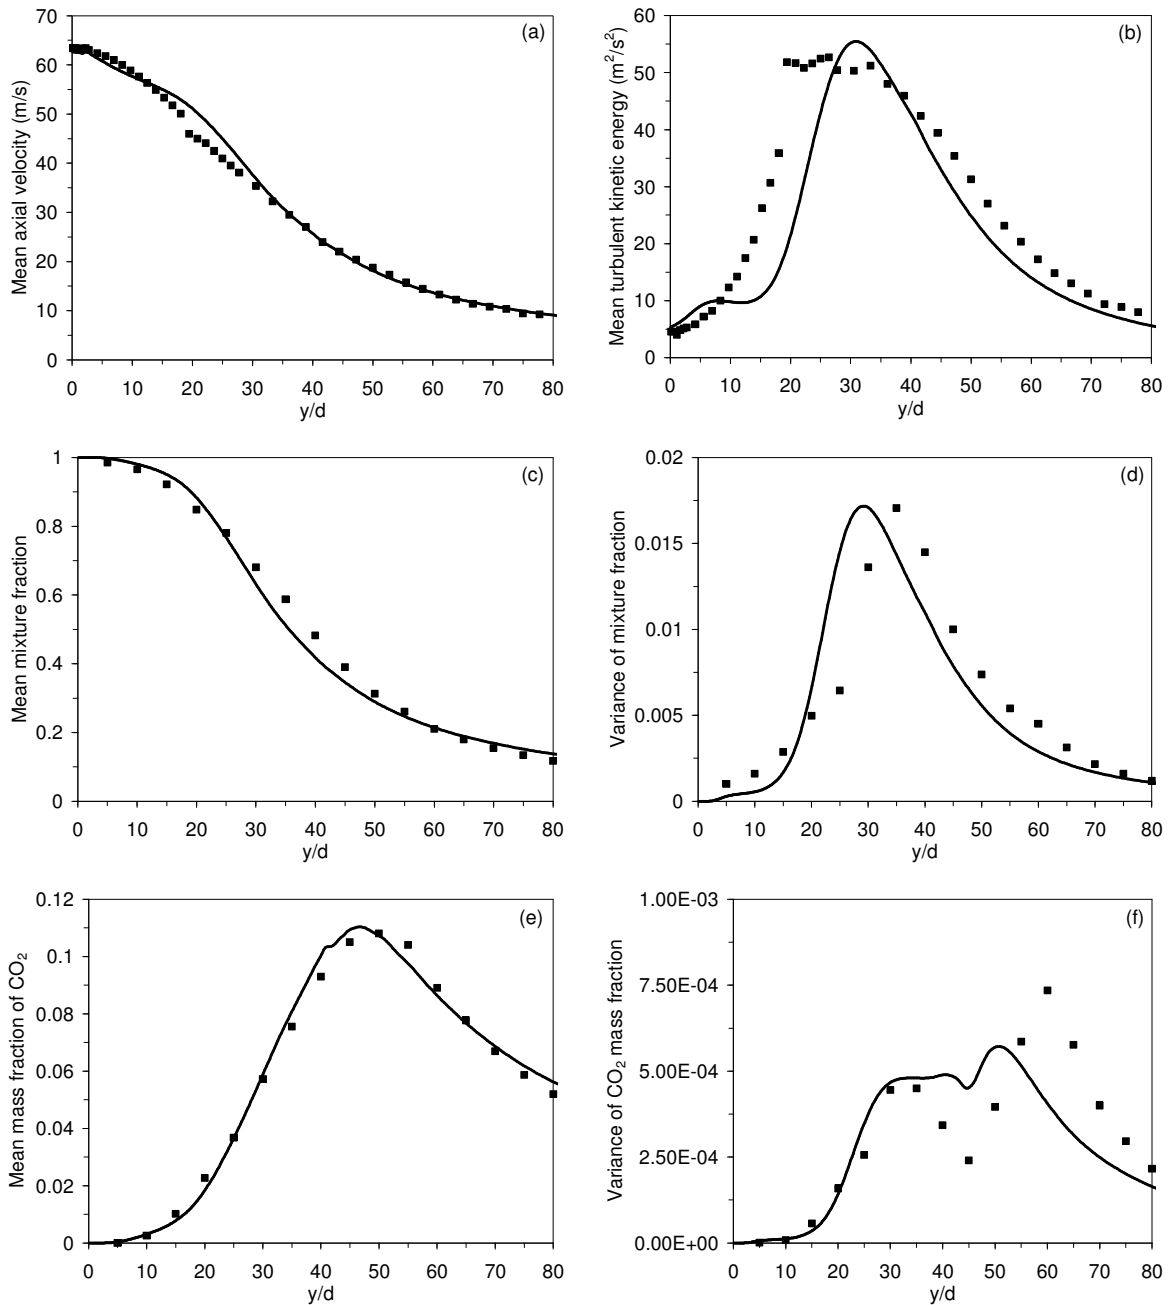 (a)
Mean axial velocity (m/s)
70
60
50
40
30
20
10
0
0 10 20 30 40 50 60 70 80
y/d
(b)
Mean turbulent kinetic energy (m²/s²)
60
50
40
30
20
10
0
0 10 20 30 40 50 60 70 80
y/d
(c)
Mean mixture fraction
1
0.8
0.6
0.4
0.2
0
0 10 20 30 40 50 60 70 80
y/d
(d)
Variance of mixture fraction
0.02
0.015
0.01
0.005
0
0 10 20 30 40 50 60 70 80
y/d
(e)
Mean mass fraction of CO₂
0.12
0.1
0.08
0.06
0.04
0.02
0
0 10 20 30 40 50 60 70 80
y/d
(f)
Variance of CO₂ mass fraction
1.00E-03
7.50E-04
5.00E-04
2.50E-04
0.00E+00
0 10 20 30 40 50 60 70 80
y/d